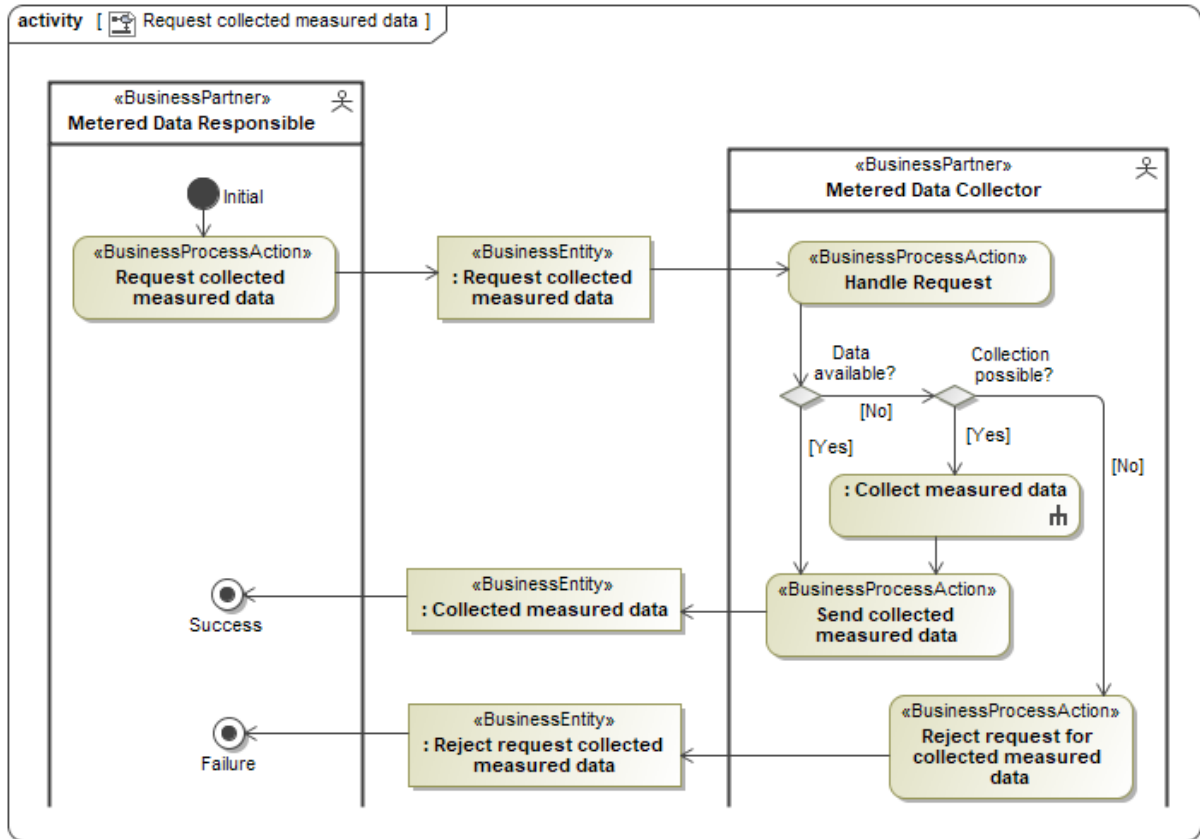 activity [ Request collected measured data ]
«BusinessPartner»
Metered Data Responsible
«BusinessPartner»
Metered Data Collector
Initial
«BusinessProcessAction»
Request collected
measured data
«BusinessEntity»
: Request collected
measured data
«BusinessProcessAction»
Handle Request
Data
available?
Collection
possible?
[No]
[Yes]
[Yes]
[No]
: Collect measured data
«BusinessProcessAction»
Send collected
measured data
«BusinessEntity»
: Collected measured data
Success
«BusinessProcessAction»
Reject request for
collected measured
data
«BusinessEntity»
: Reject request collected
measured data
Failure